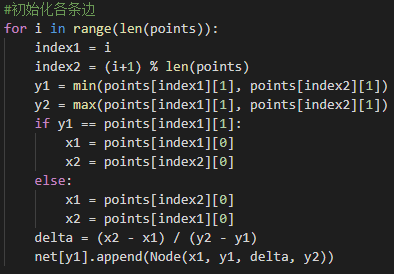 #初始化各条边
for i in range(len(points)):
    index1 = i
    index2 = (i+1) % len(points)
    y1 = min(points[index1][1], points[index2][1])
    y2 = max(points[index1][1], points[index2][1])
    if y1 == points[index1][1]:
        x1 = points[index1][0]
        x2 = points[index2][0]
    else:
        x1 = points[index2][0]
        x2 = points[index1][0]
    delta = (x2 - x1) / (y2 - y1)
    net[y1].append(Node(x1, y1, delta, y2))